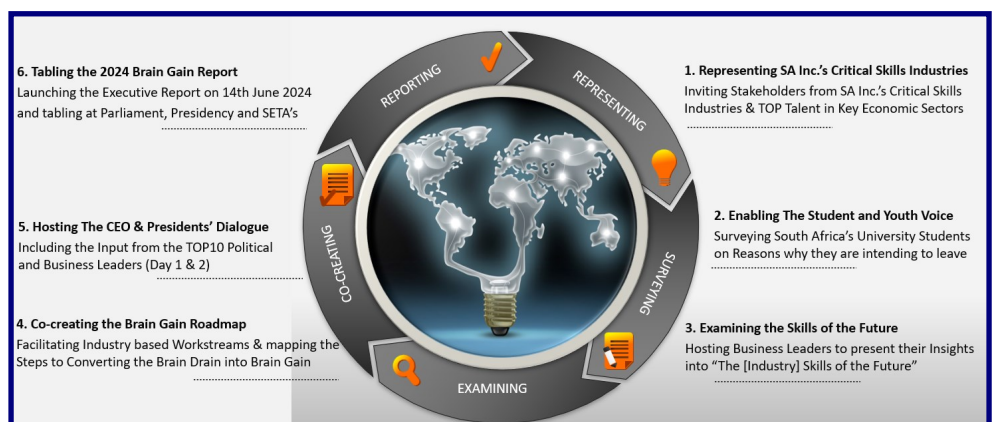 1. Representing SA Inc.'s Critical Skills Industries
Inviting Stakeholders from SA Inc.'s Critical Skills
Industries & TOP Talent in Key Economic Sectors
2. Enabling The Student and Youth Voice
Surveying South Africa's University Students
on Reasons why they are intending to leave
3. Examining the Skills of the Future
Hosting Business Leaders to present their Insights
into "The [Industry] Skills of the Future"
4. Co-creating the Brain Gain Roadmap
Facilitating Industry based Workstreams & mapping the
Steps to Converting the Brain Drain into Brain Gain
5. Hosting The CEO & Presidents' Dialogue
Including the Input from the TOP10 Political
and Business Leaders (Day 1 & 2)
6. Tabling the 2024 Brain Gain Report
Launching the Executive Report on 14th June 2024
and tabling at Parliament, Presidency and SETA's
REPRESENTING
SURVEYING
EXAMINING
CO-CREATING
REPORTING